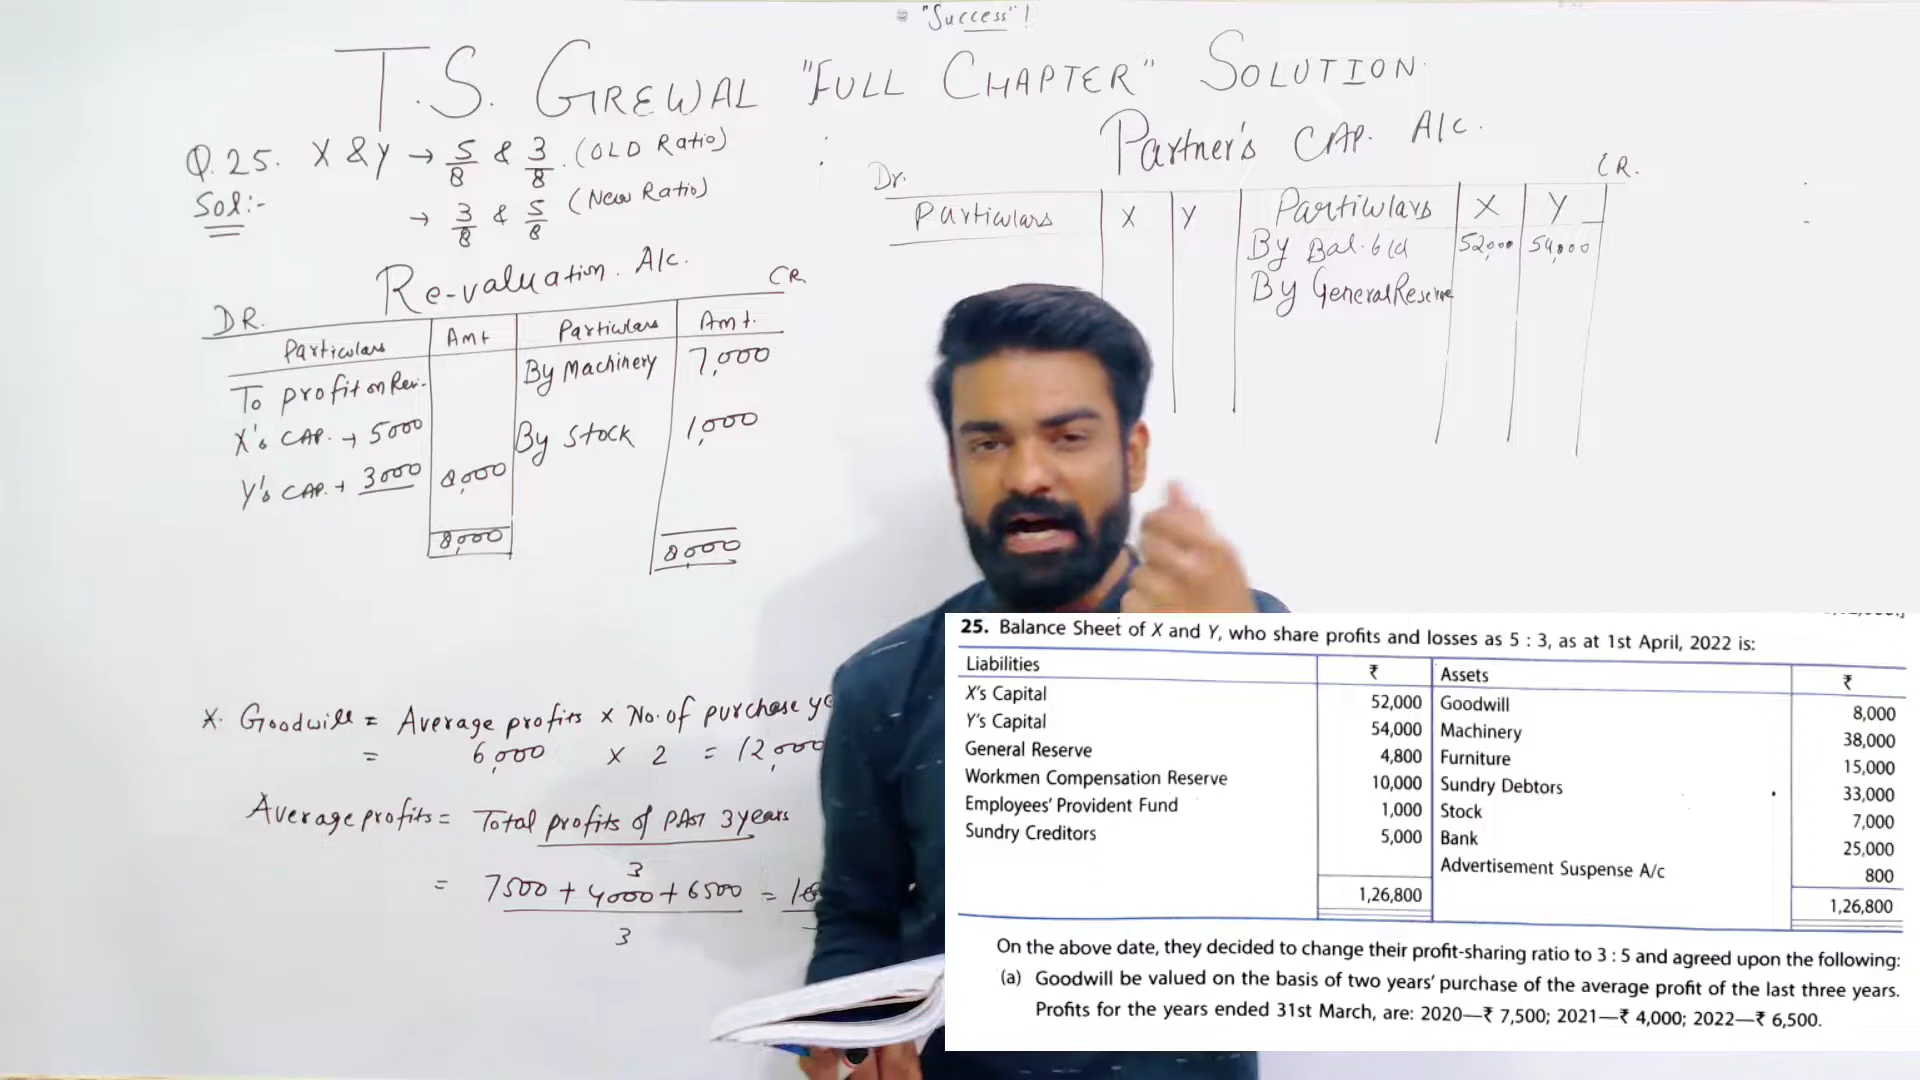 "Success"!
T.S. GREWAL "FULL CHAPTER" SOLUTION
Q.25. X & Y → 5/8 & 3/8. (OLD Ratio)
Sol:- → 3/8 & 5/8 (New Ratio)
Re-valuation. A/c.
DR. CR
Particulars Amt Particulars Amt.
To profit on Rev.- By Machinery 7,000
X's CAP. → 5000 By Stock 1,000
Y's CAP. → 3000 8,000
8,000 8,000
Partner's CAP. A/c.
Dr. CR.
Particulars X Y Particulars X Y
By Bal. b/d 52,000 54,000
By General Reserve
X. Goodwill = Average profits x No. of purchase
= 6,000 x 2 = 12,000
Average profits = Total profits of PAST 3 years
3
= 7500 + 4000 + 6500 =
3
25. Balance Sheet of X and Y, who share profits and losses as 5 : 3, as at 1st April, 2022 is:
Liabilities ₹ Assets ₹
X's Capital 52,000 Goodwill 8,000
Y's Capital 54,000 Machinery 38,000
General Reserve 4,800 Furniture 15,000
Workmen Compensation Reserve 10,000 Sundry Debtors 33,000
Employees' Provident Fund 1,000 Stock 7,000
Sundry Creditors 5,000 Bank 25,000
Advertisement Suspense A/c 800
1,26,800 1,26,800
On the above date, they decided to change their profit-sharing ratio to 3 : 5 and agreed upon the following:
(a) Goodwill be valued on the basis of two years' purchase of the average profit of the last three years.
Profits for the years ended 31st March, are: 2020—₹ 7,500; 2021—₹ 4,000; 2022—₹ 6,500.